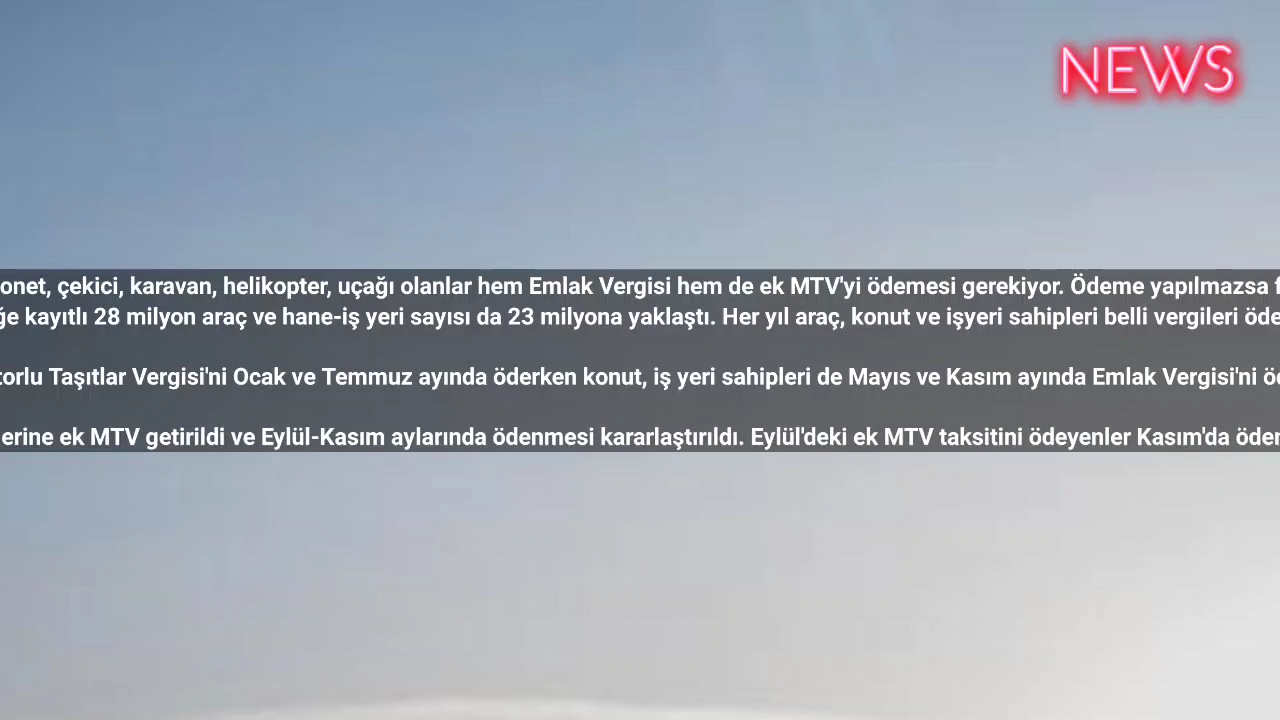 NEWS
onet, çekici, karavan, helikopter, uçağı olanlar hem Emlak Vergisi hem de ek MTV'yi ödemesi gerekiyor. Ödeme yapılmazsa f
ğe kayıtlı 28 milyon araç ve hane-iş yeri sayısı da 23 milyona yaklaştı. Her yıl araç, konut ve işyeri sahipleri belli vergileri öde
torlu Taşıtlar Vergisi'ni Ocak ve Temmuz ayında öderken konut, iş yeri sahipleri de Mayıs ve Kasım ayında Emlak Vergisi'ni öd
lerine ek MTV getirildi ve Eylül-Kasım aylarında ödenmesi kararlaştırıldı. Eylül'deki ek MTV taksitini ödeyenler Kasım'da öden